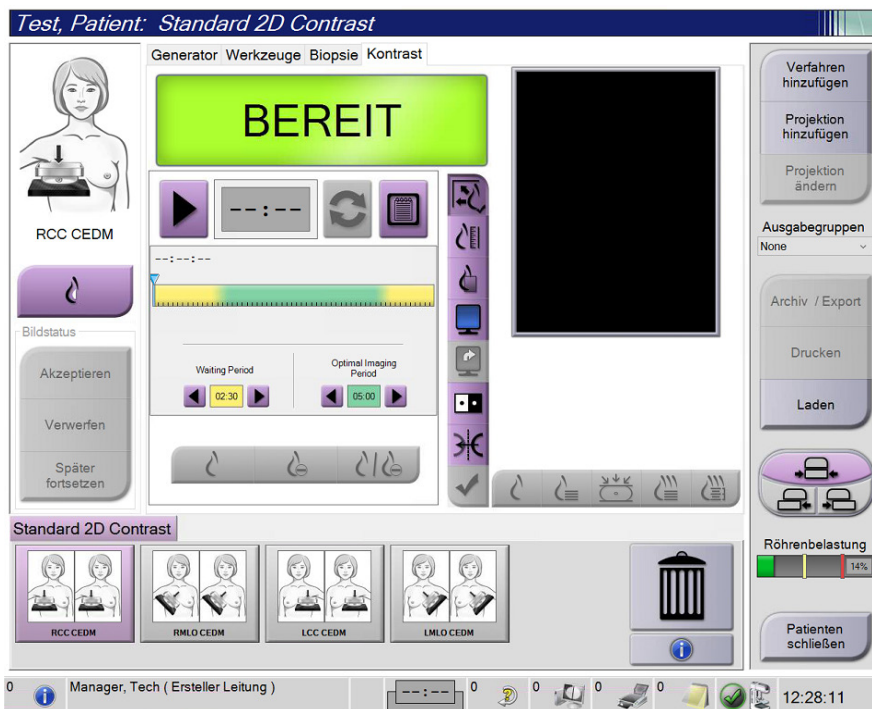 Test, Patient: Standard 2D Contrast
Generator Werkzeuge Biopsie Kontrast
BEREIT
RCC CEDM
--:--
--:--:--
Waiting Period
Optimal Imaging
Period
02:30
05:00
Bildstatus
Akzeptieren
Verwerfen
Später
fortsetzen
Verfahren
hinzufügen
Projektion
hinzufügen
Projektion
ändern
Ausgabegruppen
None
Archiv / Export
Drucken
Laden
Röhrenbelastung
14%
Patienten
schließen
Standard 2D Contrast
RCC CEDM
RMLO CEDM
LCC CEDM
LMLO CEDM
0 Manager, Tech ( Ersteller Leitung ) --:-- 0 0 0 0 12:28:11